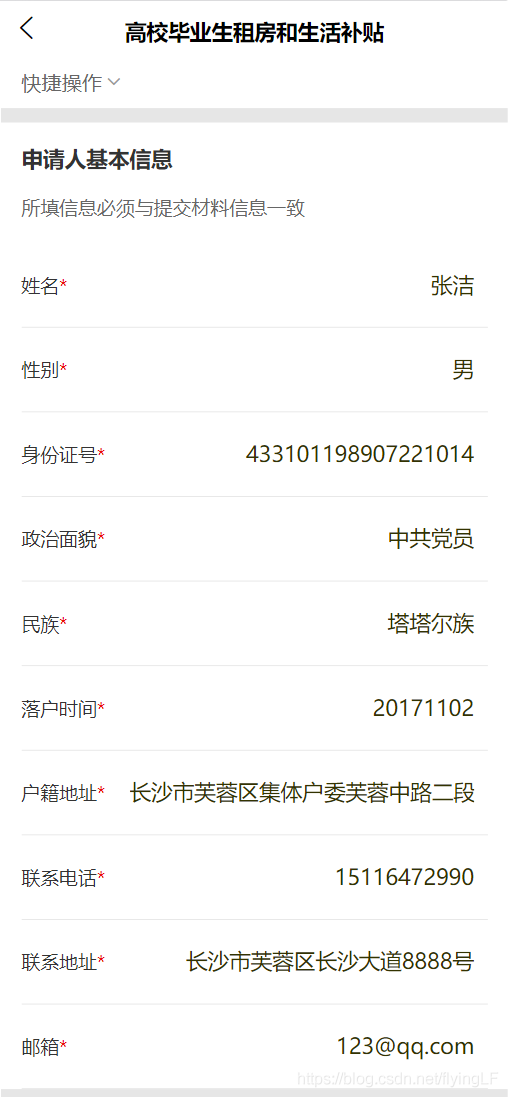 高校毕业生租房和生活补贴
快捷操作
申请人基本信息
所填信息必须与提交材料信息一致
姓名* 张洁
性别* 男
身份证号* 433101198907221014
政治面貌* 中共党员
民族* 塔塔尔族
落户时间* 20171102
户籍地址* 长沙市芙蓉区集体户委芙蓉中路二段
联系电话* 15116472990
联系地址* 长沙市芙蓉区长沙大道8888号
邮箱* 123@qq.com
https://blog.csdn.net/flyingLF